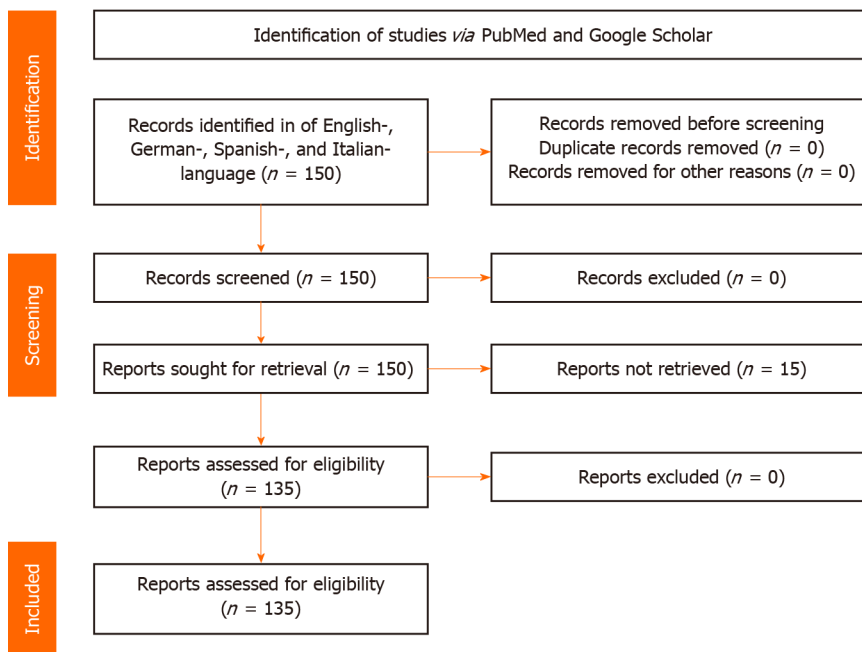 Identification
Identification of studies via PubMed and Google Scholar
Records identified in of English-,
German-, Spanish-, and Italian-
language (n = 150)
Records removed before screening
Duplicate records removed (n = 0)
Records removed for other reasons (n = 0)
Screening
Records screened (n = 150)
Records excluded (n = 0)
Reports sought for retrieval (n = 150)
Reports not retrieved (n = 15)
Reports assessed for eligibility
(n = 135)
Reports excluded (n = 0)
Included
Reports assessed for eligibility
(n = 135)